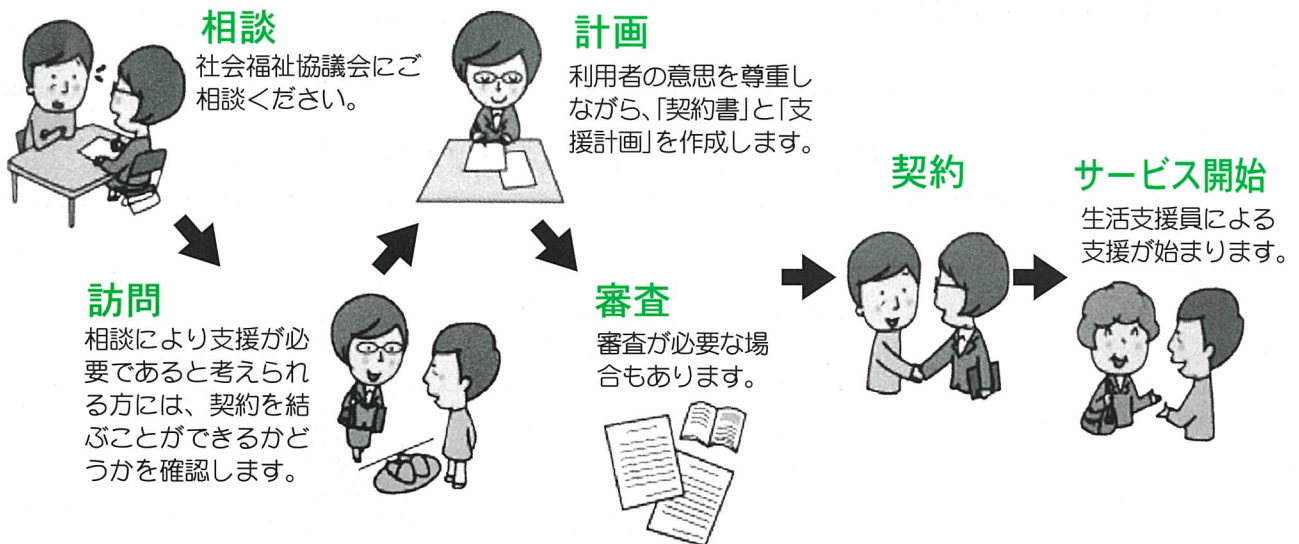 相談
社会福祉協議会にご
相談ください。
訪問
相談により支援が必
要であると考えられ
る方には、契約を結
ぶことができるかど
うかを確認します。
計画
利用者の意思を尊重し
ながら、「契約書」と「支
援計画」を作成します。
審査
審査が必要な場
合もあります。
契約
サービス開始
生活支援員による
支援が始まります。